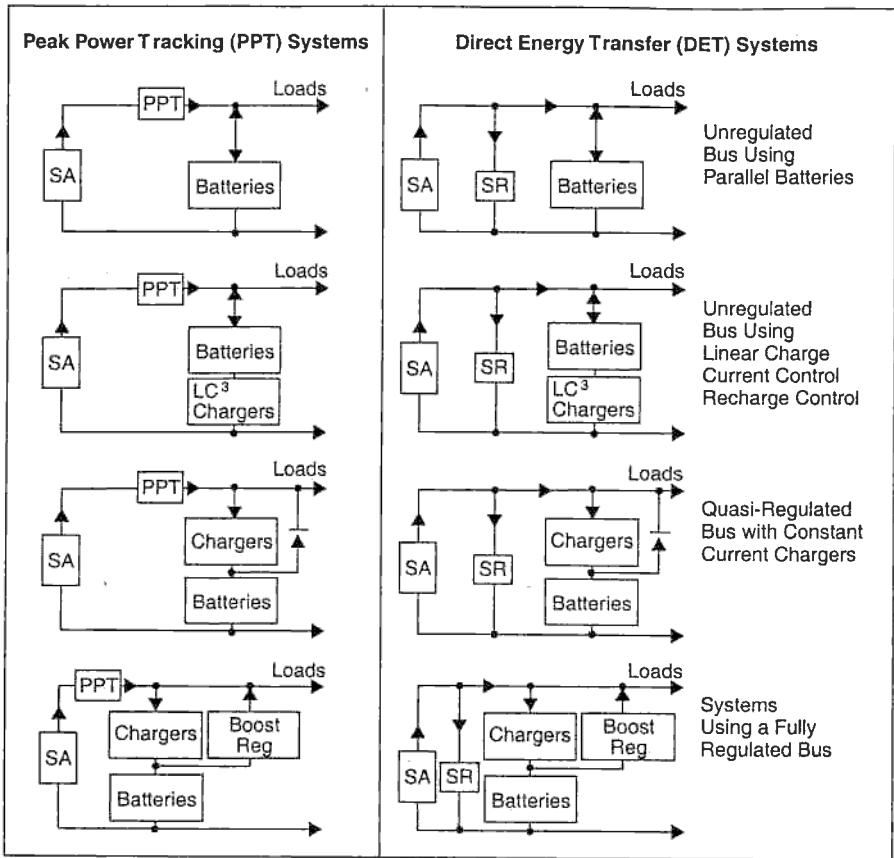 Peak Power Tracking (PPT) Systems
Direct Energy Transfer (DET) Systems
PPT
Loads
SA
Batteries
Loads
SA
SR
Batteries
Unregulated
Bus Using
Parallel Batteries
PPT
Loads
SA
Batteries
LC³
Chargers
Loads
SA
SR
Batteries
LC³
Chargers
Unregulated
Bus Using
Linear Charge
Current Control
Recharge Control
PPT
Loads
SA
Chargers
Batteries
Loads
SA
SR
Chargers
Batteries
Quasi-Regulated
Bus with Constant
Current Chargers
PPT
Loads
SA
Chargers
Boost
Reg
Batteries
Loads
SA
SR
Chargers
Boost
Reg
Batteries
Systems
Using a Fully
Regulated Bus